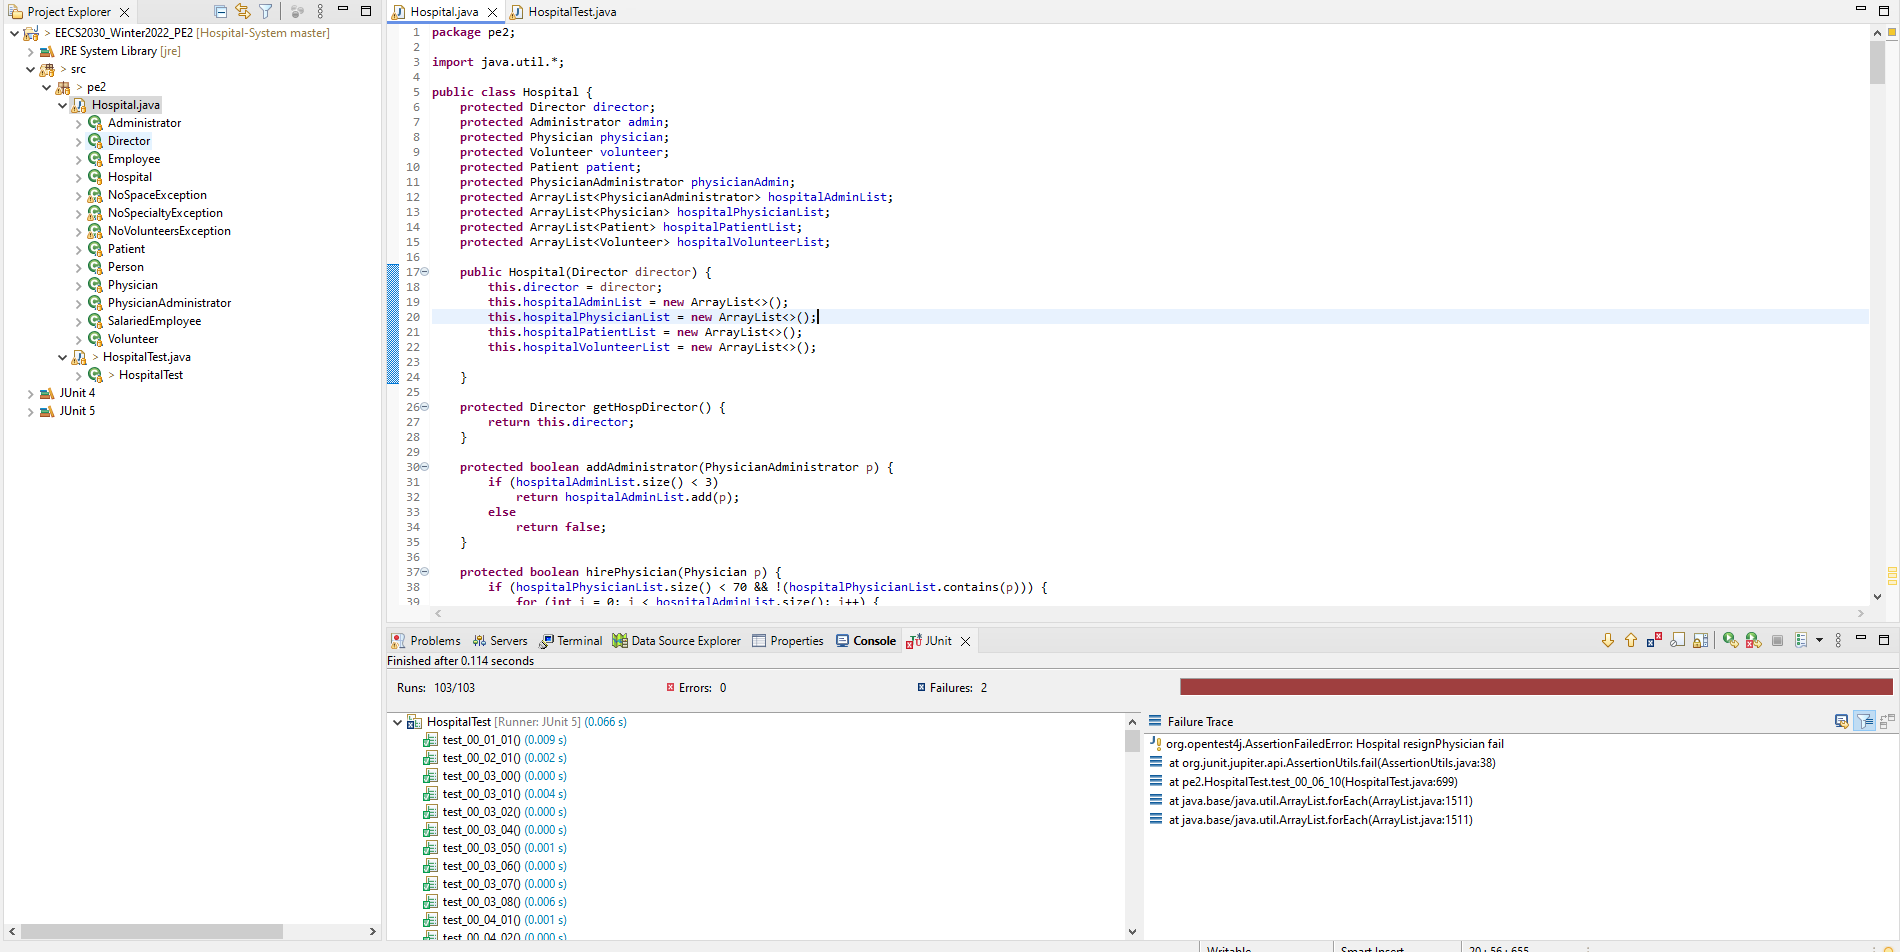 Project Explorer
> EECS2030_Winter2022_PE2 [Hospital-System master]
JRE System Library [jre]
> src
> pe2
Hospital.java
Administrator
Director
Employee
Hospital
NoSpaceException
NoSpecialtyException
NoVolunteersException
Patient
Person
Physician
PhysicianAdministrator
SalariedEmployee
Volunteer
> HospitalTest.java
> HospitalTest
JUnit 4
JUnit 5
Hospital.java HospitalTest.java
1 package pe2;
2
3 import java.util.*;
4
5 public class Hospital {
6 protected Director director;
7 protected Administrator admin;
8 protected Physician physician;
9 protected Volunteer volunteer;
10 protected Patient patient;
11 protected PhysicianAdministrator physicianAdmin;
12 protected ArrayList<PhysicianAdministrator> hospitalAdminList;
13 protected ArrayList<Physician> hospitalPhysicianList;
14 protected ArrayList<Patient> hospitalPatientList;
15 protected ArrayList<Volunteer> hospitalVolunteerList;
16
17 public Hospital(Director director) {
18 this.director = director;
19 this.hospitalAdminList = new ArrayList<>();
20 this.hospitalPhysicianList = new ArrayList<>();
21 this.hospitalPatientList = new ArrayList<>();
22 this.hospitalVolunteerList = new ArrayList<>();
23
24 }
25
26 protected Director getHospDirector() {
27 return this.director;
28 }
29
30 protected boolean addAdministrator(PhysicianAdministrator p) {
31 if (hospitalAdminList.size() < 3)
32 return hospitalAdminList.add(p);
33 else
34 return false;
35 }
36
37 protected boolean hirePhysician(Physician p) {
38 if (hospitalPhysicianList.size() < 70 && !(hospitalPhysicianList.contains(p))) {
39 for (int i = 0; i < hospitalAdminList.size(); i++) {
Problems Servers Terminal Data Source Explorer Properties Console JUnit
Finished after 0.114 seconds
Runs: 103/103 Errors: 0 Failures: 2
HospitalTest [Runner: JUnit 5] (0.066 s)
test_00_01_01() (0.009 s)
test_00_02_01() (0.002 s)
test_00_03_00() (0.000 s)
test_00_03_01() (0.004 s)
test_00_03_02() (0.000 s)
test_00_03_04() (0.000 s)
test_00_03_05() (0.001 s)
test_00_03_06() (0.000 s)
test_00_03_07() (0.000 s)
test_00_03_08() (0.006 s)
test_00_04_01() (0.001 s)
test_00_04_02() (0.000 s)
Failure Trace
org.opentest4j.AssertionFailedError: Hospital resignPhysician fail
at org.junit.jupiter.api.AssertionUtils.fail(AssertionUtils.java:38)
at pe2.HospitalTest.test_00_06_10(HospitalTest.java:699)
at java.base/java.util.ArrayList.forEach(ArrayList.java:1511)
at java.base/java.util.ArrayList.forEach(ArrayList.java:1511)
Writable Smart Insert 20 : 56 : 655